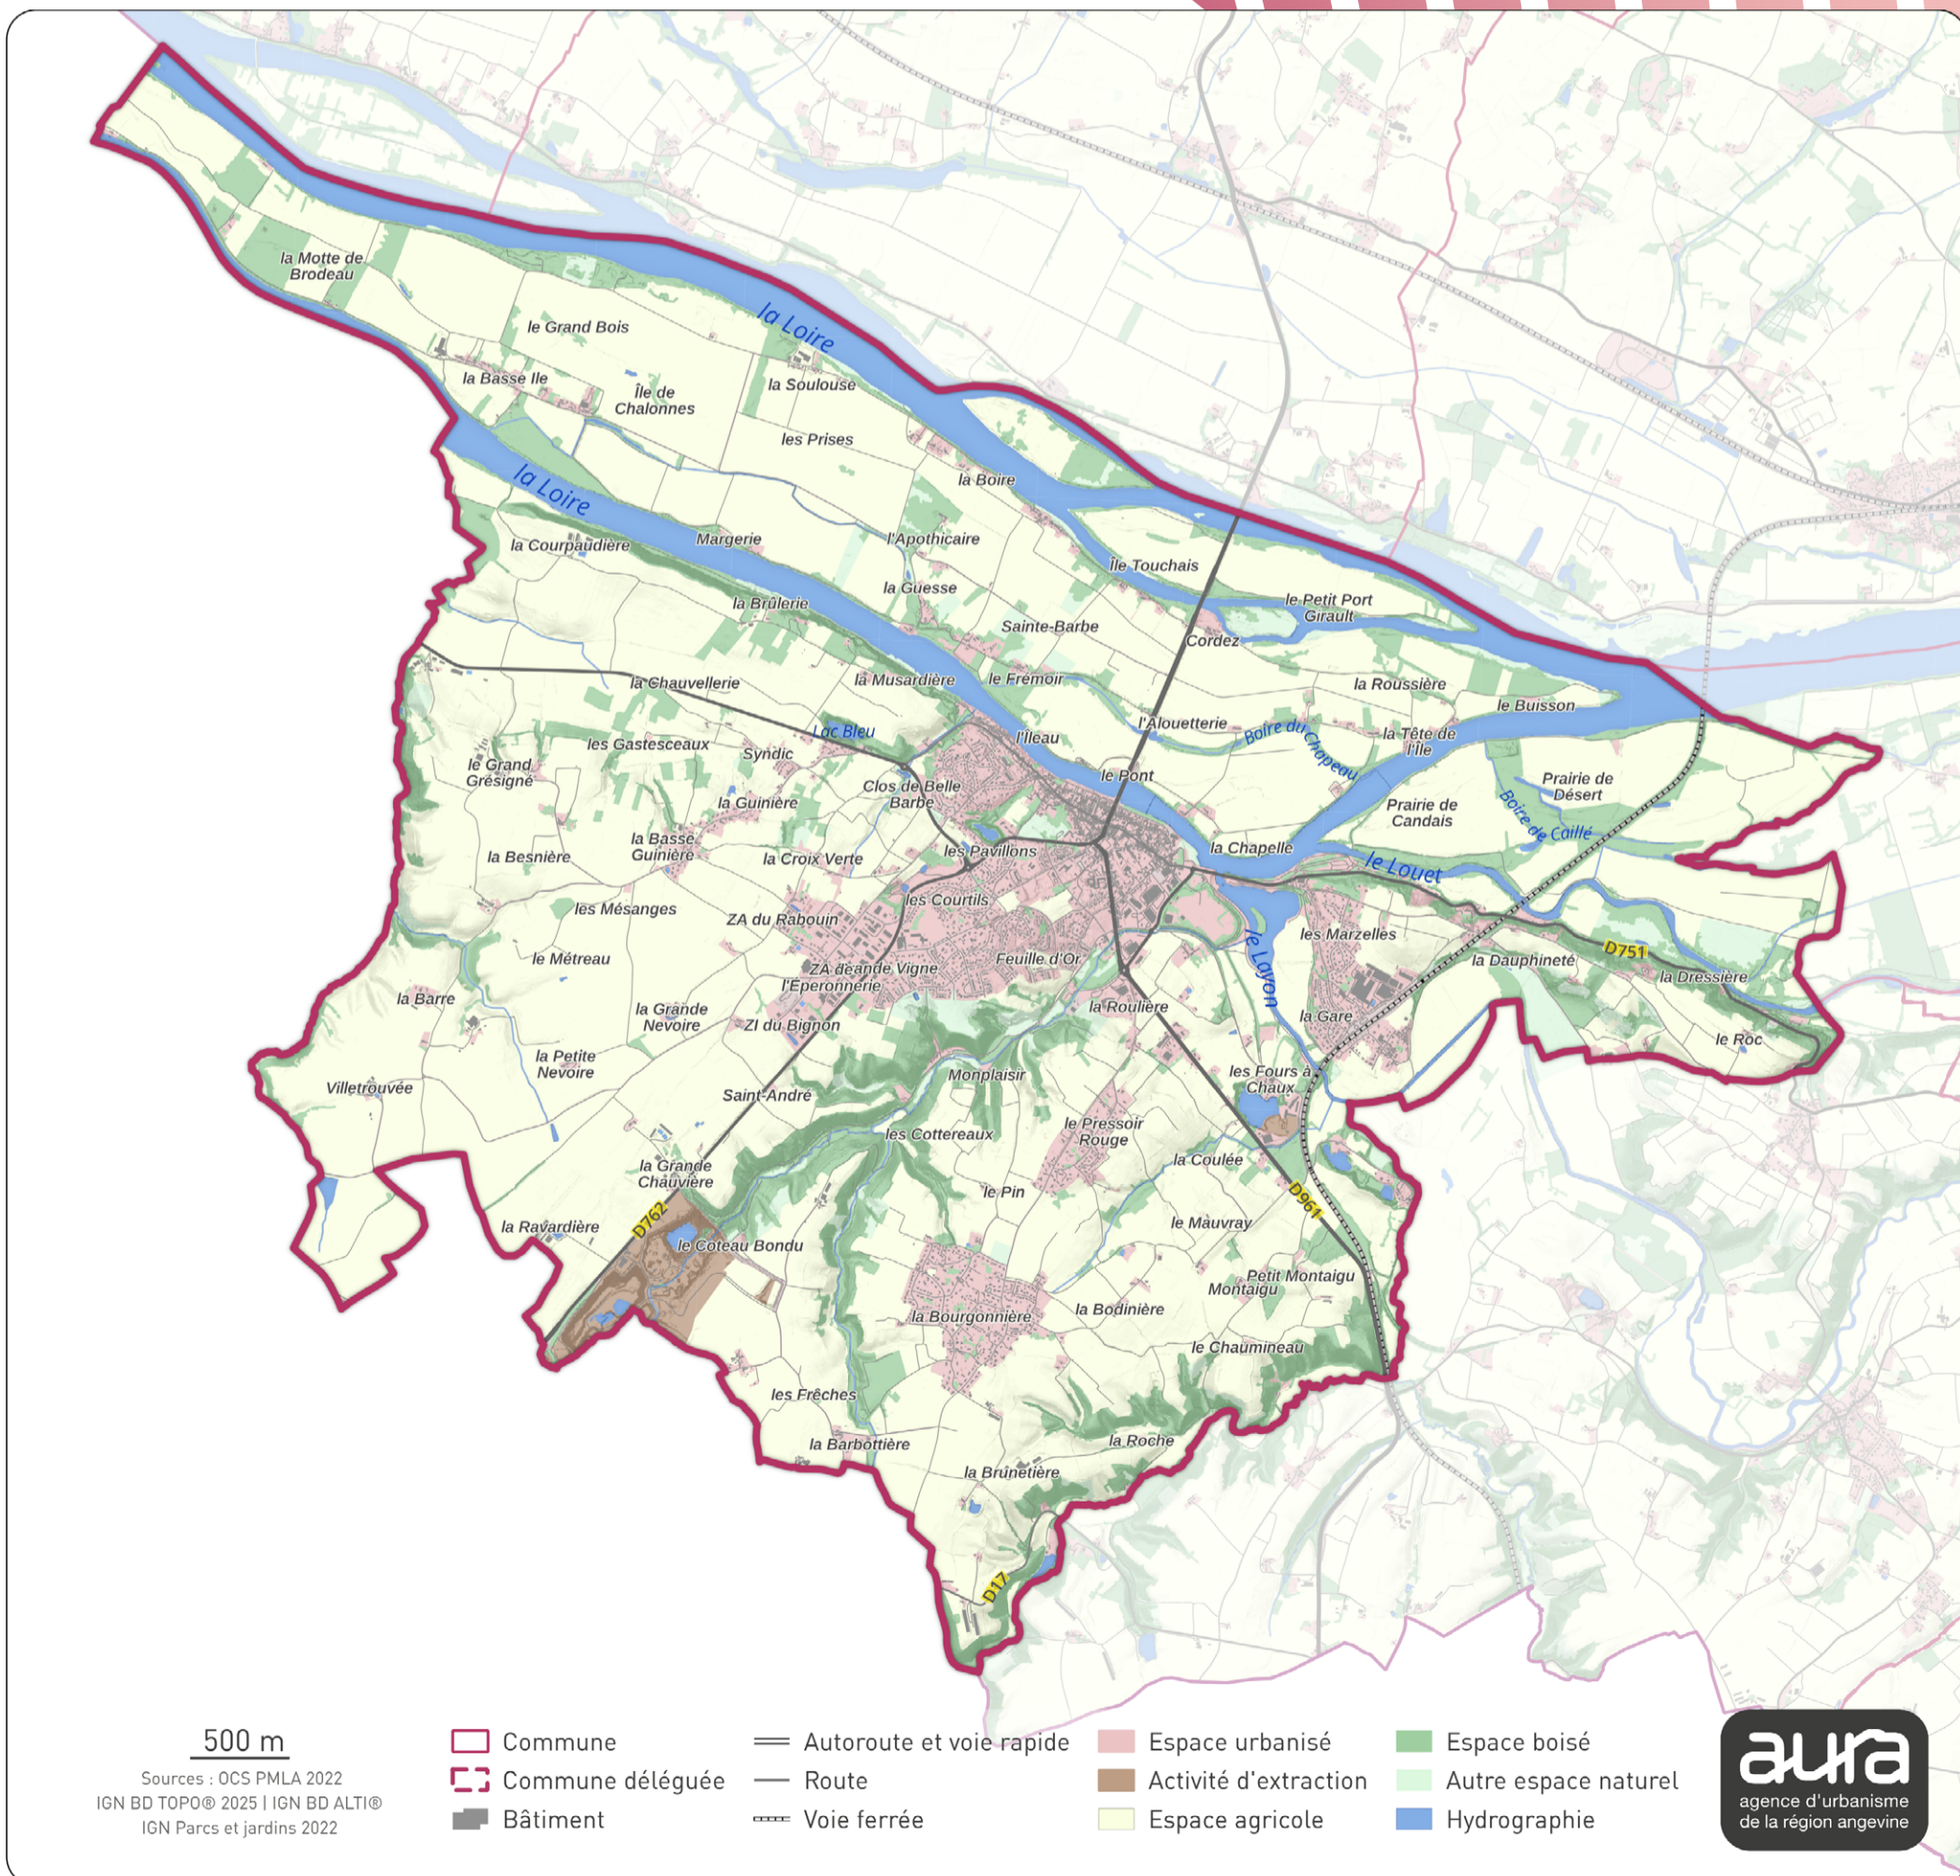 la Loire
la Motte de
Brodeau
le Grand Bois
la Basse Ile
Île de
Chalonnes
la Soulouse
les Prises
la Boire
la Loire
la Courpaudière
Margerie
l'Apothicaire
la Guesse
Île Touchais
la Brûlerie
Sainte-Barbe
le Petit Port
Girault
Cordez
la Chauvellerie
la Musardière
le Fremoir
la Roussière
le Buisson
l'Alouetterie
Boire du Chapeau
la Tête de
l'Île
Lac Bleu
l'Ileau
les Gastesceaux
Syndic
le Grand
Grésigné
le Pont
Clos de Belle
Barbe
la Guinière
Prairie de
Désert
Prairie de
Candais
Boire de Caillé
la Basse
Guinière
la Besnière
la Croix Verte
les Pavillons
la Chapelle
le Louet
les Courtils
les Mésanges
ZA du Rabouin
les Marzelles
D751
le Layon
la Dauphineté
la Dressière
le Métreau
Feuille d'Or
ZA de
ande Vigne
l'Éperonnerie
la Barre
la Grande
Nevoire
ZI du Bignon
la Roulière
la Gare
le Roc
la Petite
Nevoire
Villetrouvée
Monplaisir
les Fours à
Chaux
Saint-André
le Pressoir
Rouge
les Cottereaux
la Coulée
la Grande
Chauvière
le Pin
D961
la Ravardière
D762
le Coteau Bondu
le Mauvray
Petit Montaigu
Montaigu
la Bourgonnière
la Bodinière
le Chaumineau
les Frêches
la Barbottière
la Roche
la Brunetière
D17
500 m
Sources : OCS PMLA 2022
IGN BD TOPO® 2025 | IGN BD ALTI®
IGN Parcs et jardins 2022
Commune
Commune déléguée
Bâtiment
Autoroute et voie rapide
Route
Voie ferrée
Espace urbanisé
Activité d'extraction
Espace agricole
Espace boisé
Autre espace naturel
Hydrographie
aura
agence d'urbanisme
de la région angevine